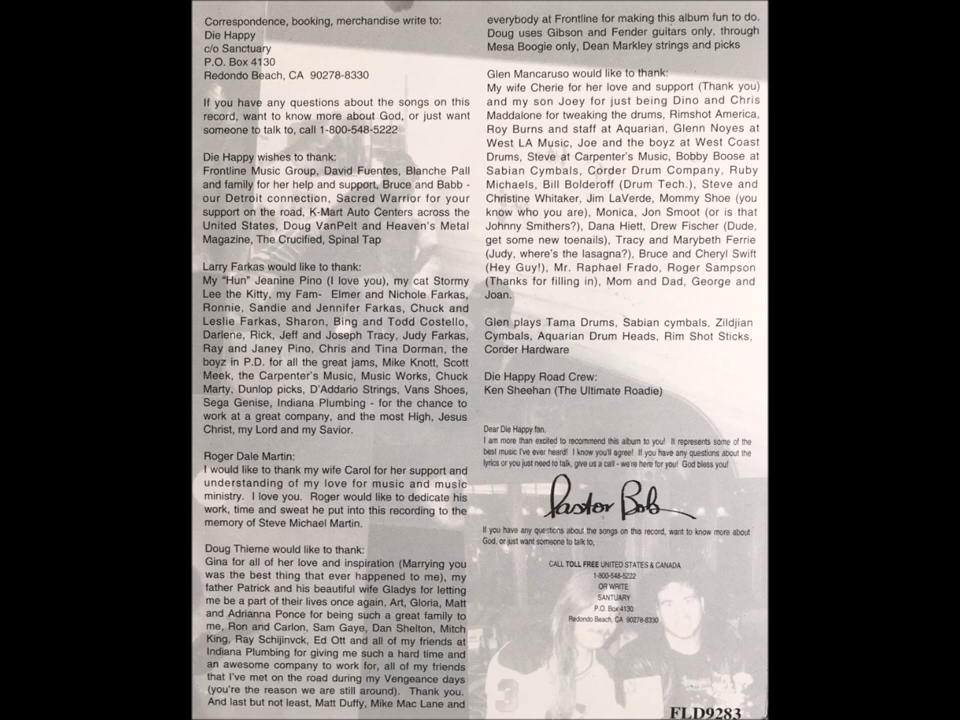 Correspondence, booking, merchandise write to:
Die Happy
c/o Sanctuary
P.O. Box 4130
Redondo Beach, CA 90278-8330
If you have any questions about the songs on this
record, want to know more about God, or just want
someone to talk to, call 1-800-548-5222
Die Happy wishes to thank:
Frontline Music Group, David Fuentes, Blanche Pall
and family for her help and support, Bruce and Babb -
our Detroit connection, Sacred Warrior for your
support on the road, K-Mart Auto Centers across the
United States, Doug VanPelt and Heaven's Metal
Magazine, The Crucified, Spinal Tap
Larry Farkas would like to thank:
My "Hun" Jeanine Pino (I love you), my cat Stormy
Lee the Kitty, my Fam- Elmer and Nichole Farkas,
Ronnie, Sandie and Jennifer Farkas, Chuck and
Leslie Farkas, Sharon, Bing and Todd Costello,
Darlene, Rick, Jeff and Joseph Tracy, Judy Farkas,
Ray and Janey Pino, Chris and Tina Dorman, the
boyz in P.D. for all the great jams, Mike Knott, Scott
Meek, the Carpenter's Music, Music Works, Chuck
Marty, Dunlop picks, D'Addario Strings, Vans Shoes,
Sega Genise, Indiana Plumbing - for the chance to
work at a great company, and the most High, Jesus
Christ, my Lord and my Savior.
Roger Dale Martin:
I would like to thank my wife Carol for her support and
understanding of my love for music and music
ministry. I love you. Roger would like to dedicate his
work, time and sweat he put into this recording to the
memory of Steve Michael Martin.
Doug Thieme would like to thank:
Gina for all of her love and inspiration (Marrying you
was the best thing that ever happened to me), my
father Patrick and his beautiful wife Gladys for letting
me be a part of their lives once again, Art, Gloria, Matt
and Adrianna Ponce for being such a great family to
me, Ron and Carlon, Sam Gaye, Dan Shelton, Mitch
King, Ray Schijinvck, Ed Ott and all of my friends at
Indiana Plumbing for giving me such a hard time and
an awesome company to work for, all of my friends
that I've met on the road during my Vengeance days
(you're the reason we are still around). Thank you.
And last but not least, Matt Duffy, Mike Mac Lane and
everybody at Frontline for making this album fun to do.
Doug uses Gibson and Fender guitars only, through
Mesa Boogie only, Dean Markley strings and picks
Glen Mancaruso would like to thank:
My wife Cherie for her love and support (Thank you)
and my son Joey for just being Dino and Chris
Maddalone for tweaking the drums, Rimshot America,
Roy Burns and staff at Aquarian, Glenn Noyes at
West LA Music, Joe and the boyz at West Coast
Drums, Steve at Carpenter's Music, Bobby Boose at
Sabian Cymbals, Corder Drum Company, Ruby
Michaels, Bill Bolderoff (Drum Tech.), Steve and
Christine Whitaker, Jim LaVerde, Mommy Shoe (you
know who you are), Monica, Jon Smoot (or is that
Johnny Smithers?), Dana Hiett, Drew Fischer (Dude,
get some new toenails), Tracy and Marybeth Ferrie
(Judy, where's the lasagna?), Bruce and Cheryl Swift
(Hey Guy!), Mr. Raphael Frado, Roger Sampson
(Thanks for filling in), Mom and Dad, George and
Joan.
Glen plays Tama Drums, Sabian cymbals, Zildjian
Cymbals, Aquarian Drum Heads, Rim Shot Sticks,
Corder Hardware
Die Happy Road Crew:
Ken Sheehan (The Ultimate Roadie)
Dear Die Happy fan,
I am more than excited to recommend this album to you! It represents some of the
best music I've ever heard! I know you'll agree! If you have any questions about the
lyrics or you just need to talk, give us a call - we're here for you! God bless you!
Pastor Bob
If you have any questions about the songs on this record, want to know more about
God, or just want someone to talk to,
CALL TOLL FREE UNITED STATES & CANADA
1-800-548-5222
OR WRITE
SANTUARY
P.O. Box 4130
Redondo Beach, CA 90278-8330
3
FLD9283